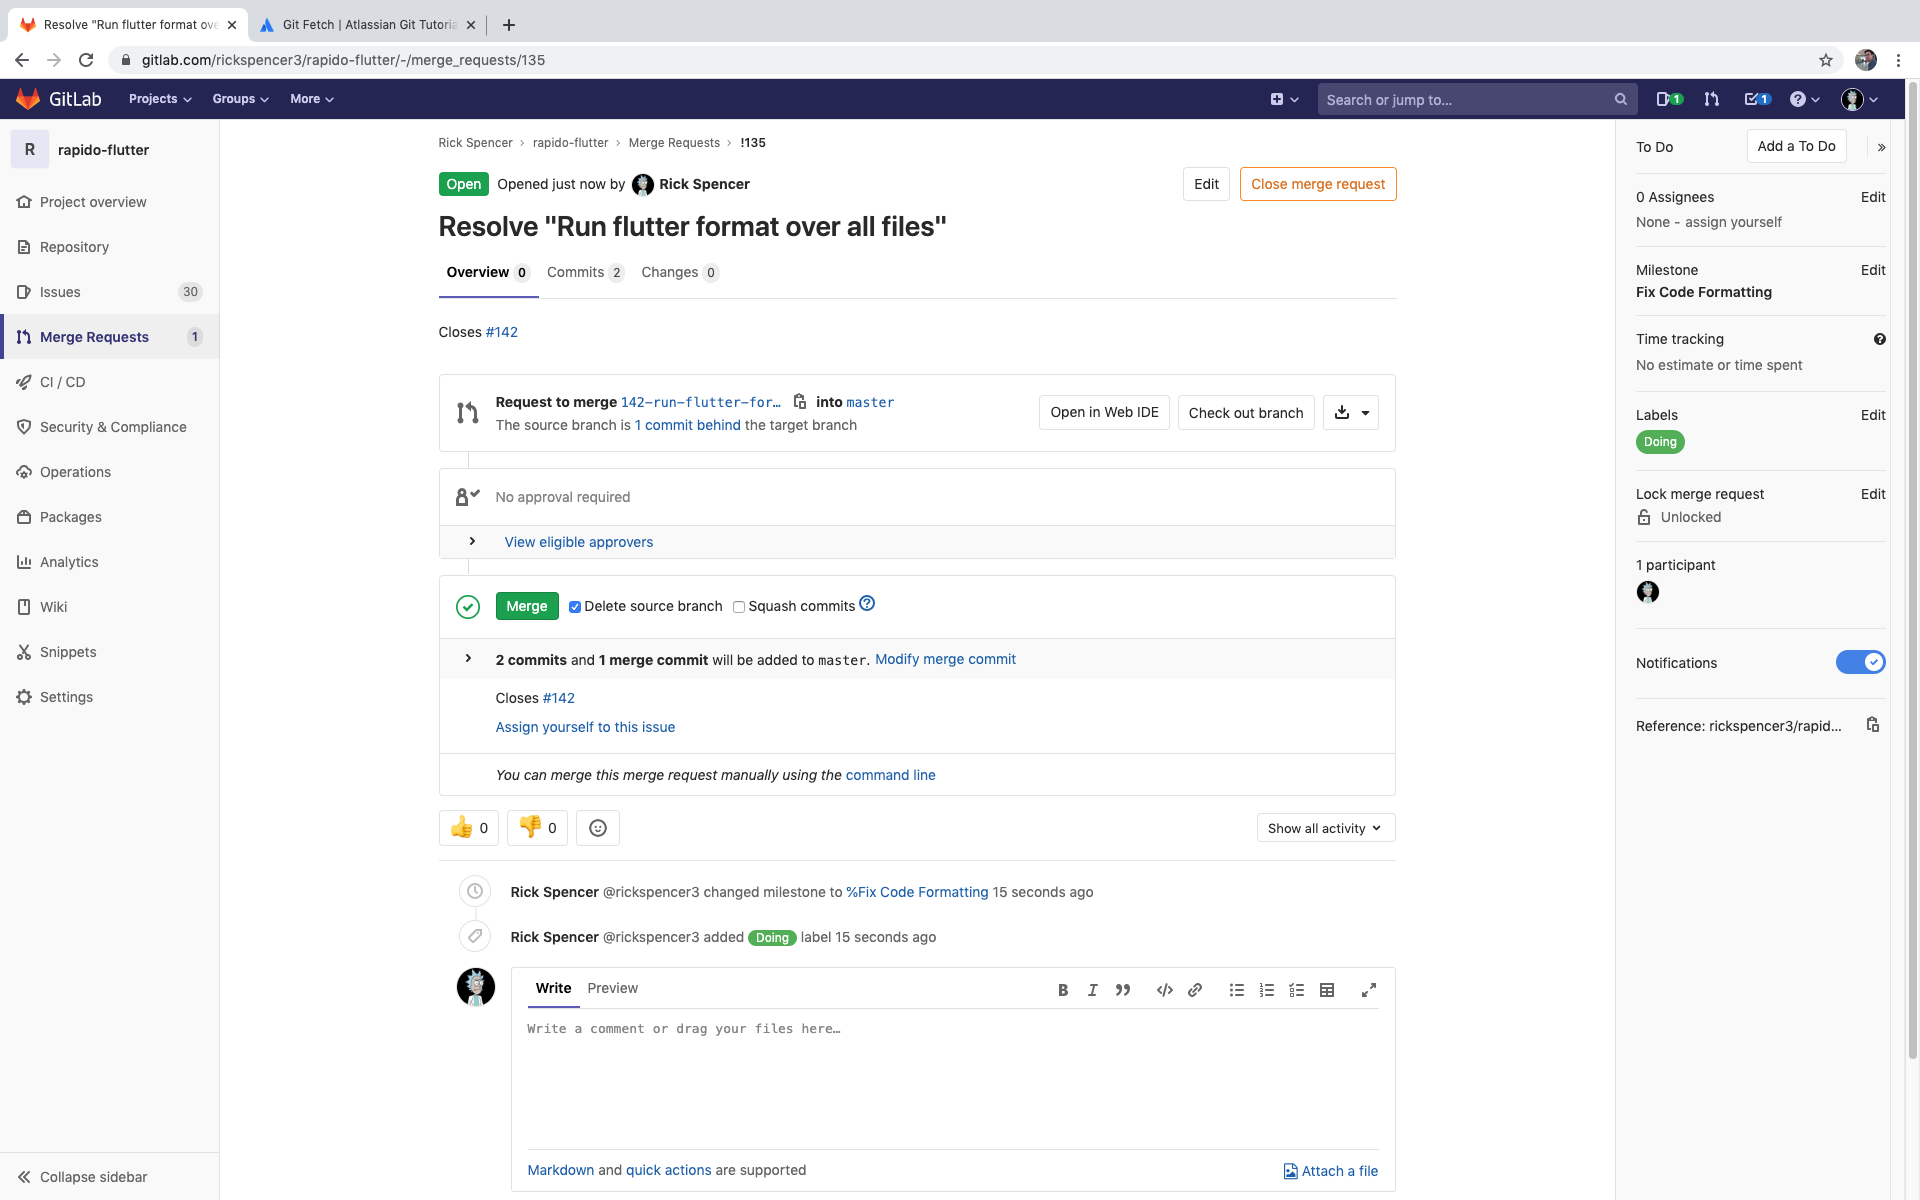 Resolve "Run flutter format ove
Git Fetch | Atlassian Git Tutoria
gitlab.com/rickspencer3/rapido-flutter/-/merge_requests/135
GitLab
Projects
Groups
More
Search or jump to...
1
1
R rapido-flutter
Project overview
Repository
Issues 30
Merge Requests 1
CI / CD
Security & Compliance
Operations
Packages
Analytics
Wiki
Snippets
Settings
Collapse sidebar
Rick Spencer › rapido-flutter › Merge Requests › !135
Open Opened just now by Rick Spencer
Edit
Close merge request
Resolve "Run flutter format over all files"
Overview 0 Commits 2 Changes 0
Closes #142
Request to merge 142-run-flutter-for… into master
The source branch is 1 commit behind the target branch
Open in Web IDE
Check out branch
No approval required
View eligible approvers
Merge Delete source branch Squash commits
2 commits and 1 merge commit will be added to master. Modify merge commit
Closes #142
Assign yourself to this issue
You can merge this merge request manually using the command line
0 0
Show all activity
Rick Spencer @rickspencer3 changed milestone to %Fix Code Formatting 15 seconds ago
Rick Spencer @rickspencer3 added Doing label 15 seconds ago
Write Preview
Write a comment or drag your files here…
Markdown and quick actions are supported
Attach a file
To Do Add a To Do
0 Assignees Edit
None - assign yourself
Milestone Edit
Fix Code Formatting
Time tracking
No estimate or time spent
Labels Edit
Doing
Lock merge request Edit
Unlocked
1 participant
Notifications
Reference: rickspencer3/rapid…